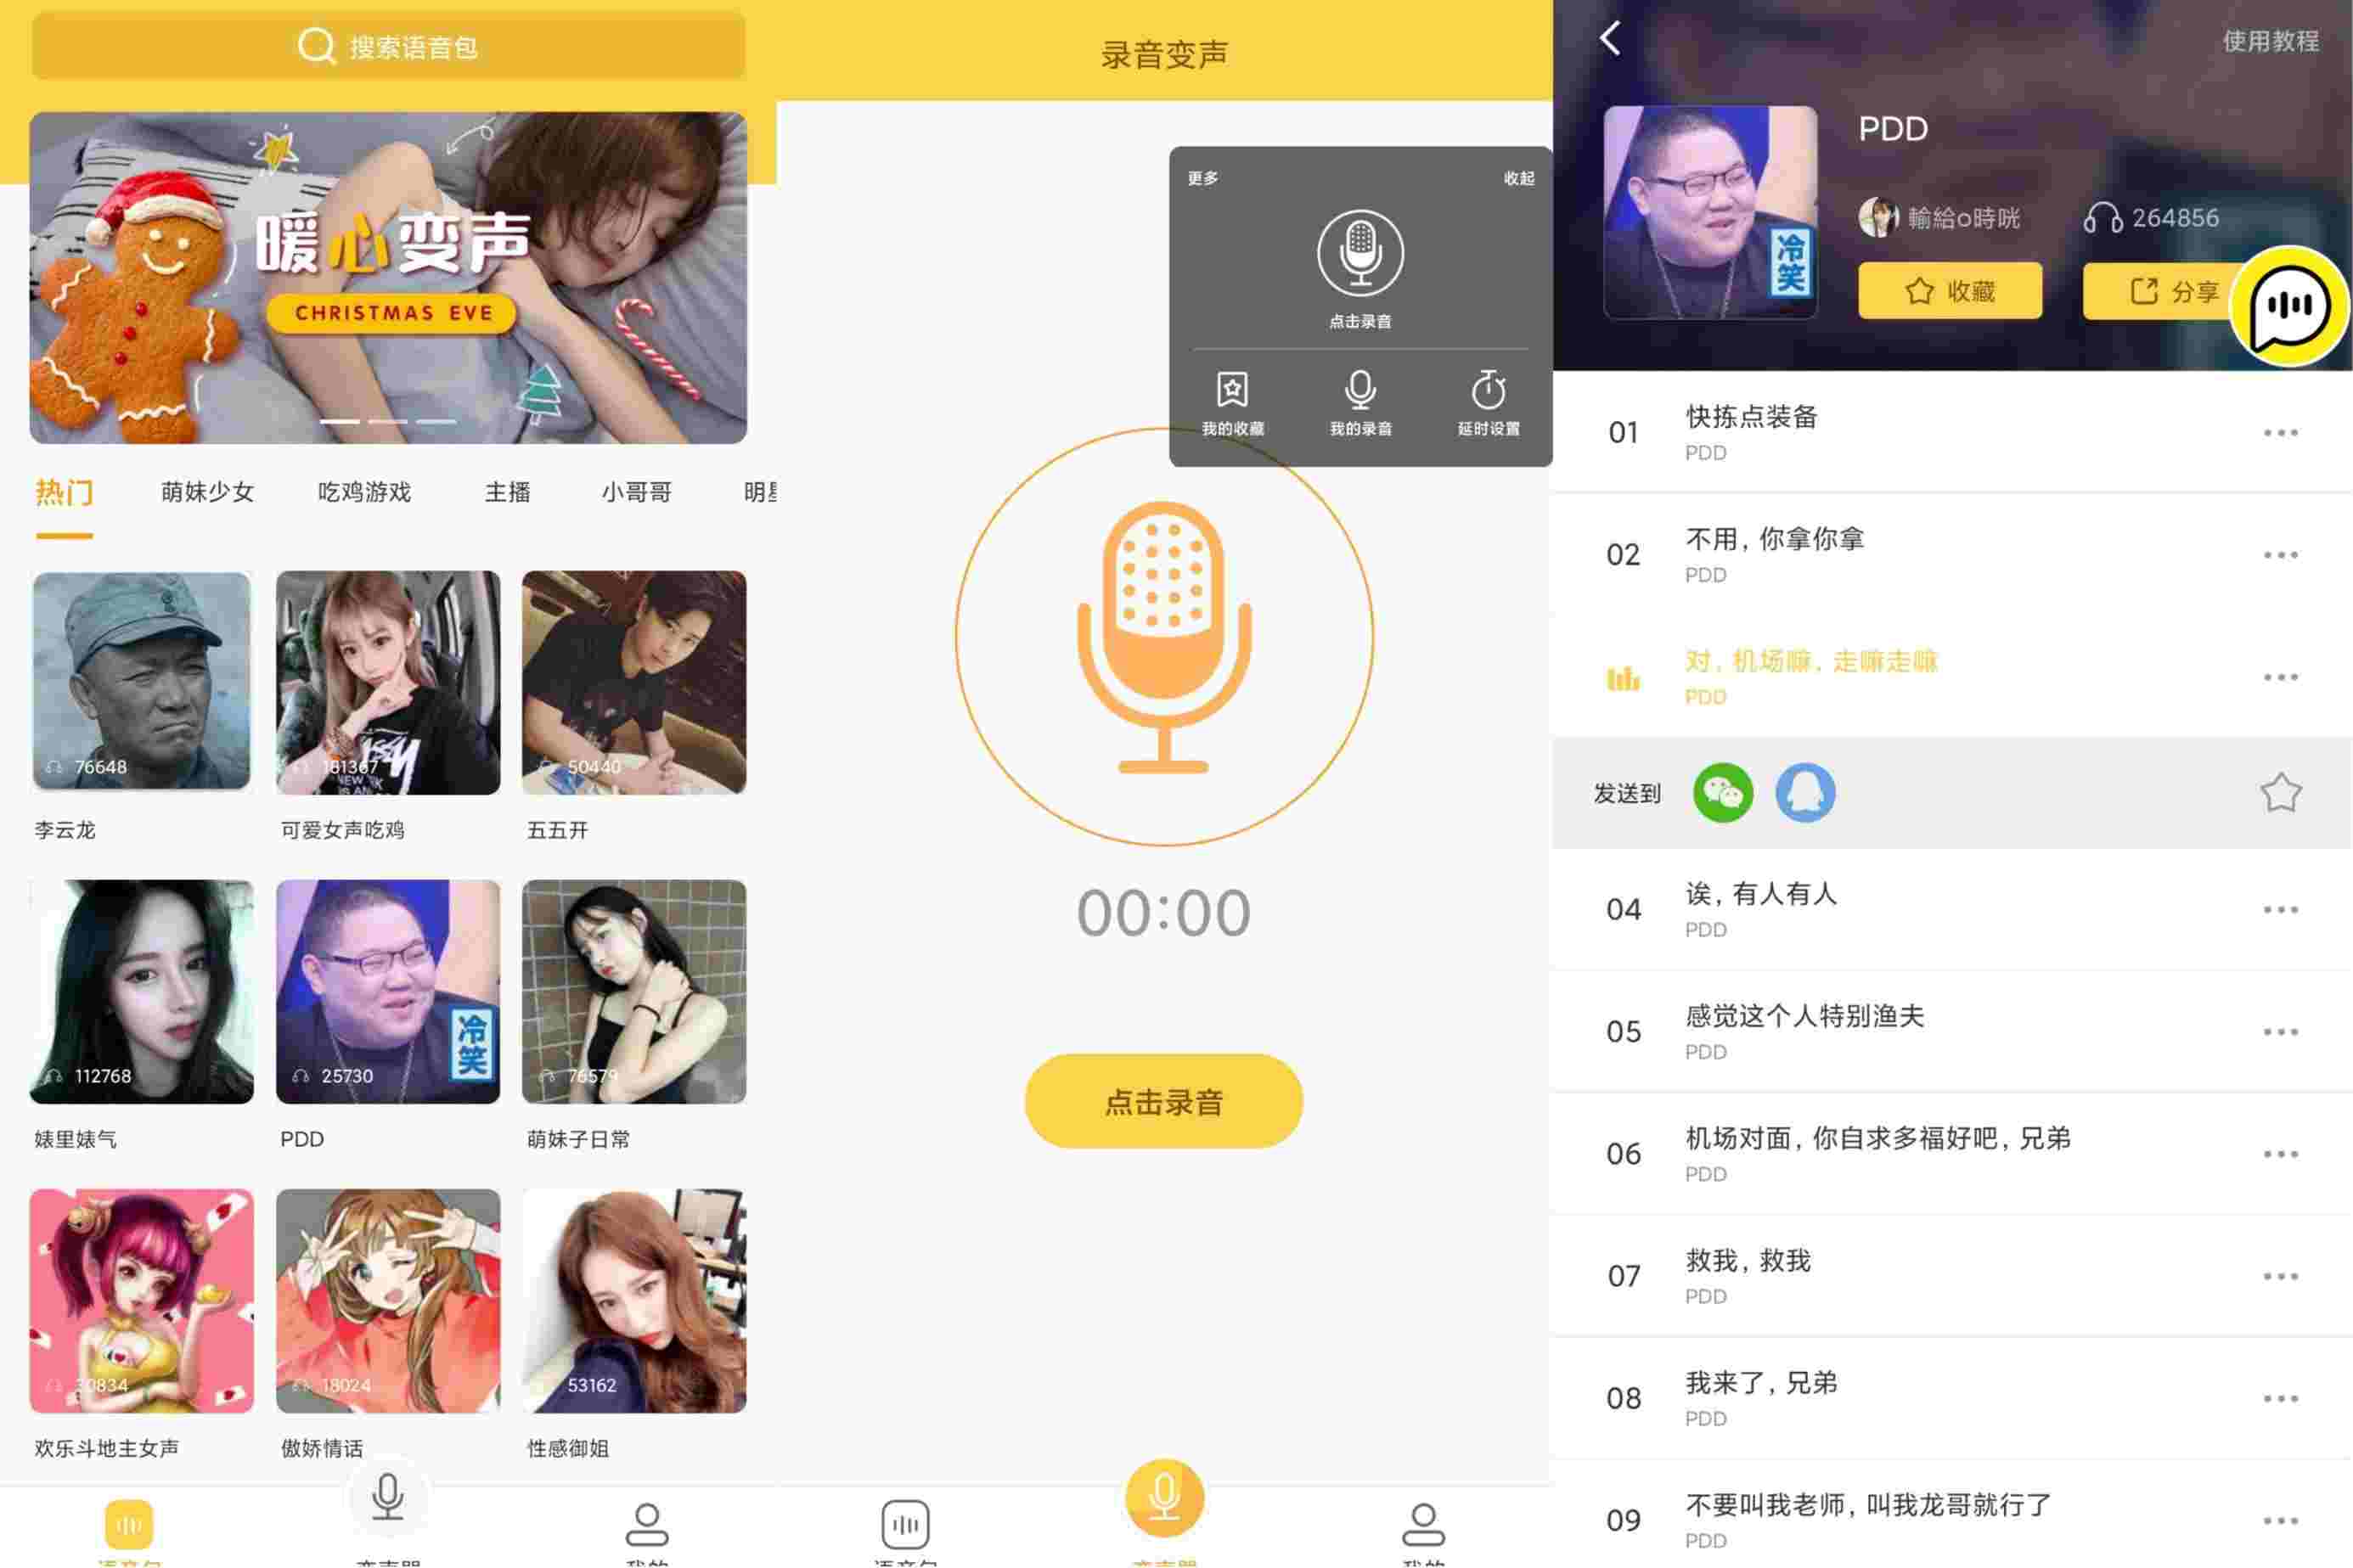 搜索语音包
暖心变声
CHRISTMAS EVE
热门 萌妹少女 吃鸡游戏 主播 小哥哥
76648
181367
50440
李云龙
可爱女声吃鸡
五五开
112768
冷笑
25730
76579
婊里婊气
PDD
萌妹子日常
30834
18024
53162
欢乐斗地主女声
傲娇情话
性感御姐
录音变声
更多 收起
点击录音
我的收藏 我的录音 延时设置
00:00
点击录音
使用教程
PDD
冷笑
輸給o時咣 264856
收藏 分享
01 快拣点装备
PDD
02 不用, 你拿你拿
PDD
对, 机场嘛, 走嘛走嘛
PDD
发送到
04 诶, 有人有人
PDD
05 感觉这个人特别渔夫
PDD
06 机场对面, 你自求多福好吧, 兄弟
PDD
07 救我, 救我
PDD
08 我来了, 兄弟
PDD
09 不要叫我老师, 叫我龙哥就行了
PDD